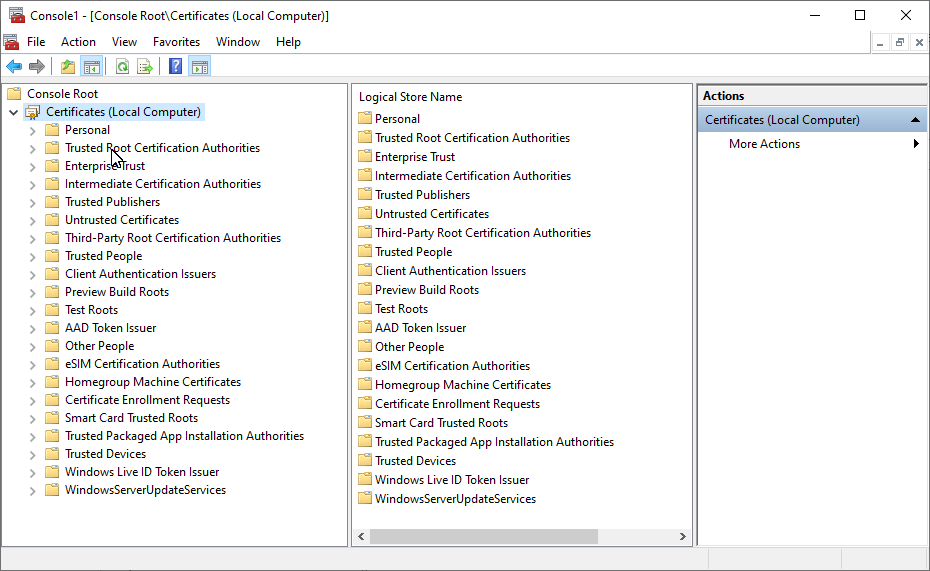 Console1 - [Console Root\Certificates (Local Computer)]
File Action View Favorites Window Help
Console Root
Certificates (Local Computer)
Personal
Trusted Root Certification Authorities
Enterprise Trust
Intermediate Certification Authorities
Trusted Publishers
Untrusted Certificates
Third-Party Root Certification Authorities
Trusted People
Client Authentication Issuers
Preview Build Roots
Test Roots
AAD Token Issuer
Other People
eSIM Certification Authorities
Homegroup Machine Certificates
Certificate Enrollment Requests
Smart Card Trusted Roots
Trusted Packaged App Installation Authorities
Trusted Devices
Windows Live ID Token Issuer
WindowsServerUpdateServices
Logical Store Name
Personal
Trusted Root Certification Authorities
Enterprise Trust
Intermediate Certification Authorities
Trusted Publishers
Untrusted Certificates
Third-Party Root Certification Authorities
Trusted People
Client Authentication Issuers
Preview Build Roots
Test Roots
AAD Token Issuer
Other People
eSIM Certification Authorities
Homegroup Machine Certificates
Certificate Enrollment Requests
Smart Card Trusted Roots
Trusted Packaged App Installation Authorities
Trusted Devices
Windows Live ID Token Issuer
WindowsServerUpdateServices
Actions
Certificates (Local Computer)
More Actions